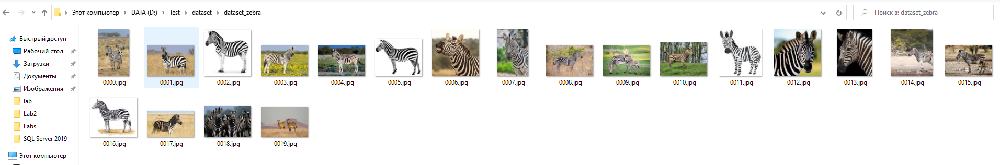 Этот компьютер > DATA (D:) > Test > dataset > dataset_zebra
Поиск в: dataset_zebra
Быстрый доступ
Рабочий стол
Загрузки
Документы
Изображения
lab
Lab2
Labs
SQL Server 2019
Этот компьютер
0000.jpg 0001.jpg 0002.jpg 0003.jpg 0004.jpg 0005.jpg 0006.jpg 0007.jpg 0008.jpg 0009.jpg 0010.jpg 0011.jpg 0012.jpg 0013.jpg 0014.jpg 0015.jpg
0016.jpg 0017.jpg 0018.jpg 0019.jpg